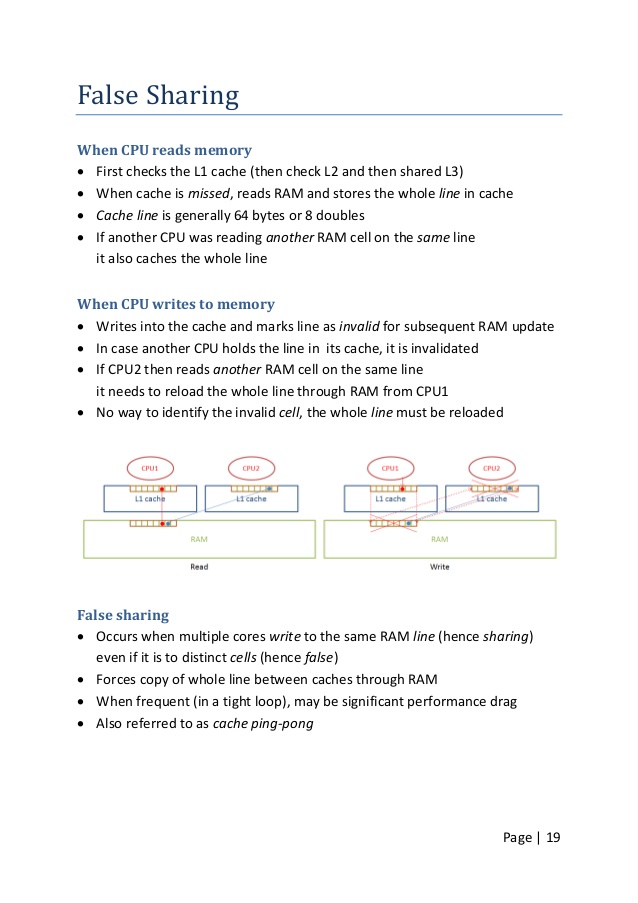 False Sharing
When CPU reads memory
• First checks the L1 cache (then check L2 and then shared L3)
• When cache is missed, reads RAM and stores the whole line in cache
• Cache line is generally 64 bytes or 8 doubles
• If another CPU was reading another RAM cell on the same line
it also caches the whole line
When CPU writes to memory
• Writes into the cache and marks line as invalid for subsequent RAM update
• In case another CPU holds the line in its cache, it is invalidated
• If CPU2 then reads another RAM cell on the same line
it needs to reload the whole line through RAM from CPU1
• No way to identify the invalid cell, the whole line must be reloaded
CPU1 CPU2 CPU1 CPU2
L1 cache L1 cache L1 cache L1 cache
RAM RAM
Read Write
False sharing
• Occurs when multiple cores write to the same RAM line (hence sharing)
even if it is to distinct cells (hence false)
• Forces copy of whole line between caches through RAM
• When frequent (in a tight loop), may be significant performance drag
• Also referred to as cache ping-pong
Page | 19